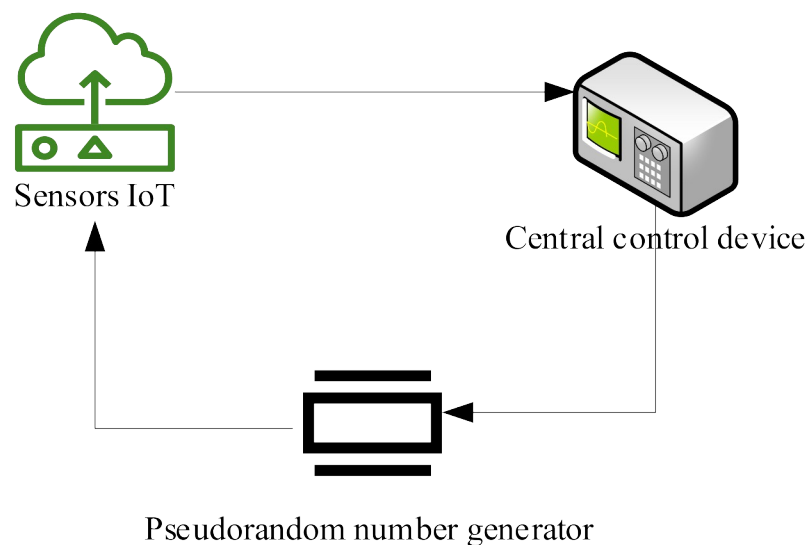 Sensors IoT
Central control device
Pseudorandom number generator